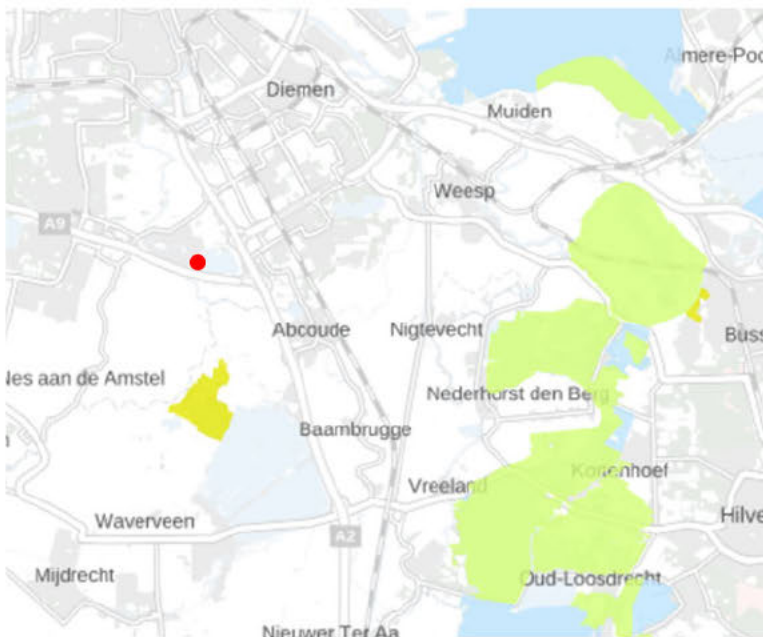 Almere-Poo
Diemen
Muiden
Weesp
A9
Abcoude
Nigtevecht
Buss
Nes aan de Amstel
Nederhorst den Berg
Baambrugge
Kortenhoef
Vreeland
Hilve
Waverveen
A2
Mijdrecht
Oud-Loosdrecht
Nieuwer Ter Aa